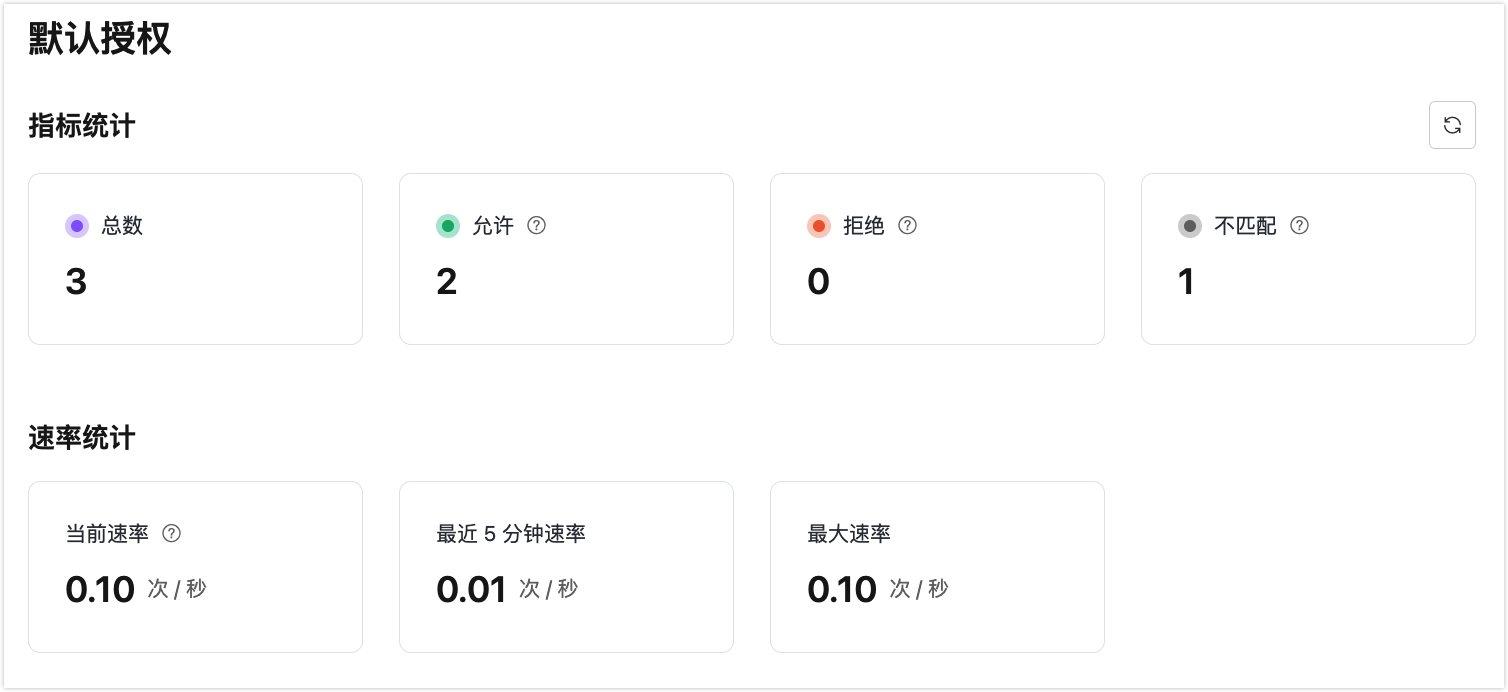 默认授权
指标统计
总数
3
允许 ?
2
拒绝 ?
0
不匹配 ?
1
速率统计
当前速率 ?
0.10 次 / 秒
最近 5 分钟速率
0.01 次 / 秒
最大速率
0.10 次 / 秒